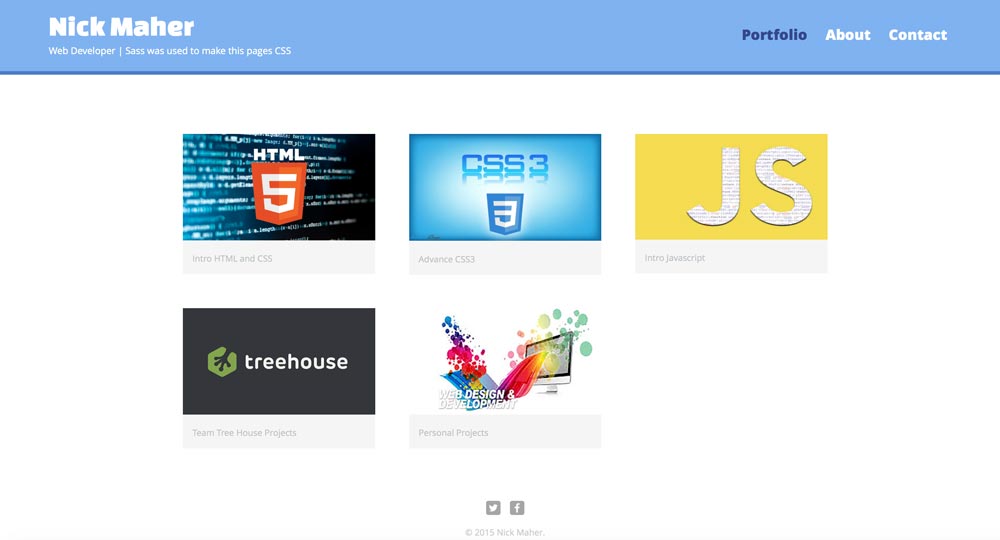 Nick Maher
Web Developer | Sass was used to make this pages CSS
Portfolio
About
Contact
HTML
5
Intro HTML and CSS
CSS3
3
Advance CSS3
JS
Intro Javascript
treehouse
Team Tree House Projects
WEB DESIGN &
DEVELOPMENT
Personal Projects
© 2015 Nick Maher.